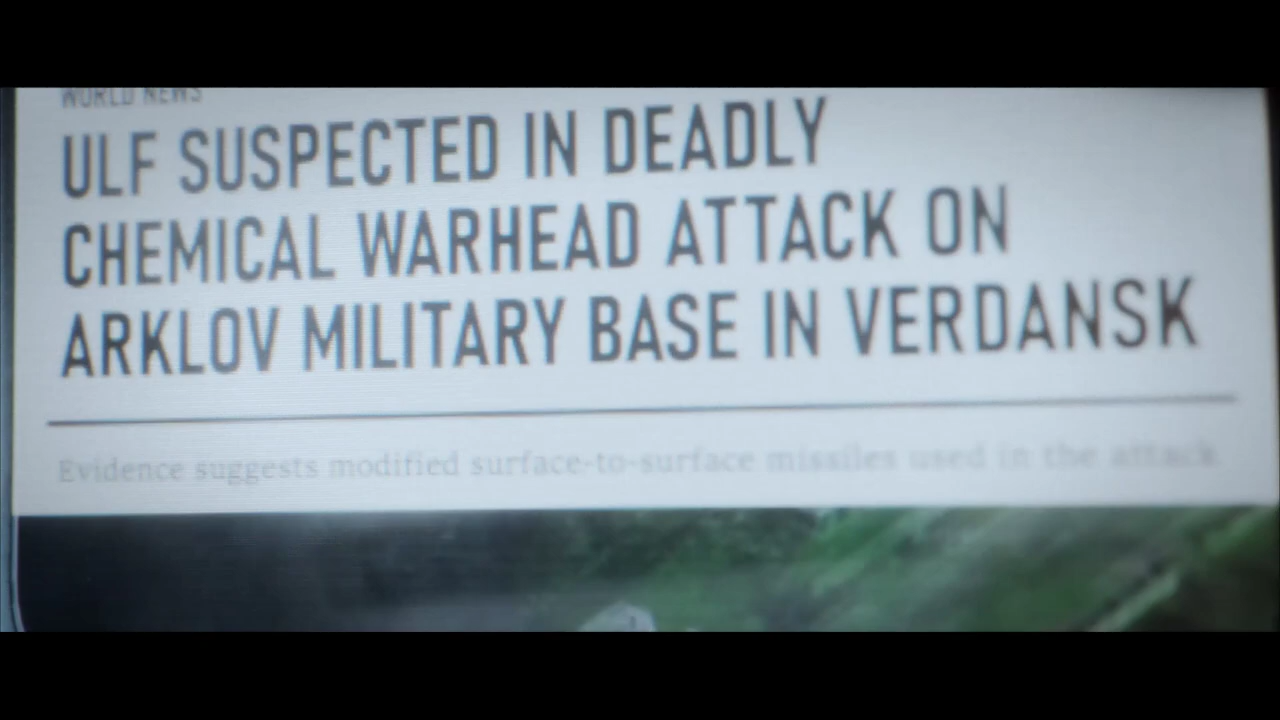 WORLD NEWS
ULF SUSPECTED IN DEADLY
CHEMICAL WARHEAD ATTACK ON
ARKLOV MILITARY BASE IN VERDANSK
Evidence suggests modified surface-to-surface missiles used in the attack